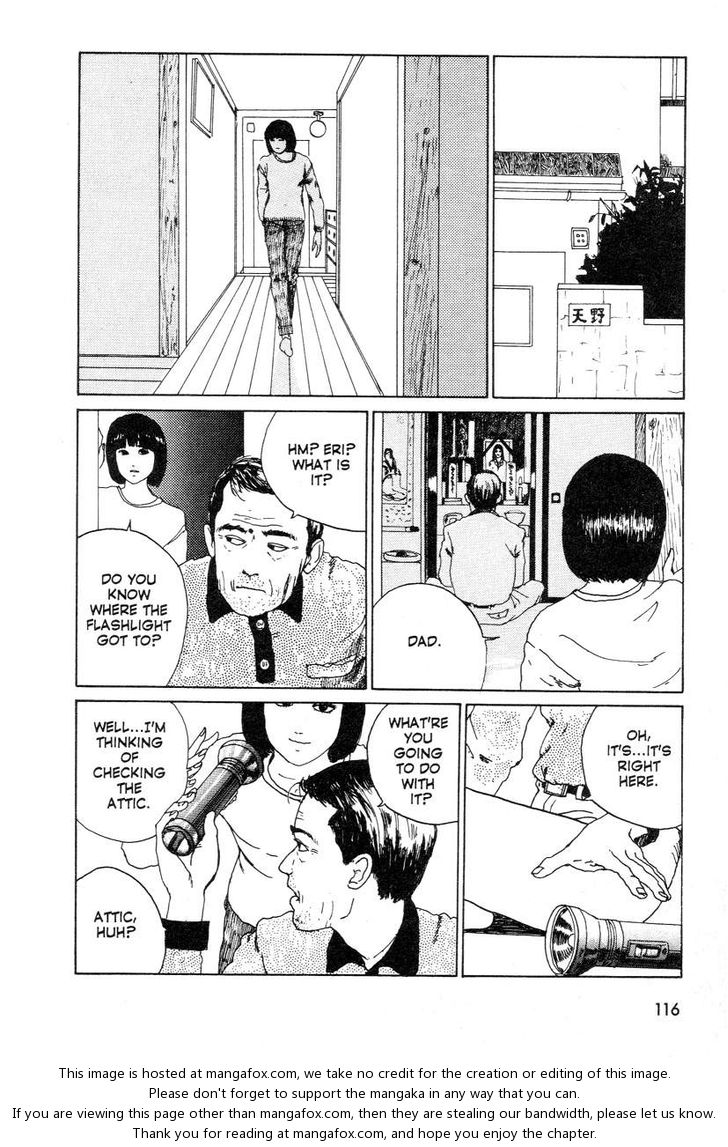 天野
DAD.
HM? ERI?
WHAT IS
IT?
DO YOU
KNOW
WHERE THE
FLASHLIGHT
GOT TO?
OH,
IT'S...IT'S
RIGHT
HERE.
WHAT'RE
YOU
GOING
TO DO
WITH
IT?
WELL...I'M
THINKING
OF
CHECKING
THE
ATTIC.
ATTIC,
HUH?
116
This image is hosted at mangafox.com, we take no credit for the creation or editing of this image.
Please don't forget to support the mangaka in any way that you can.
If you are viewing this page other than mangafox.com, then they are stealing our bandwidth, please let us know.
Thank you for reading at mangafox.com, and hope you enjoy the chapter.